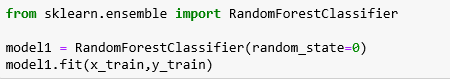 from sklearn.ensemble import RandomForestClassifier
model1 = RandomForestClassifier(random_state=0)
model1.fit(x_train,y_train)